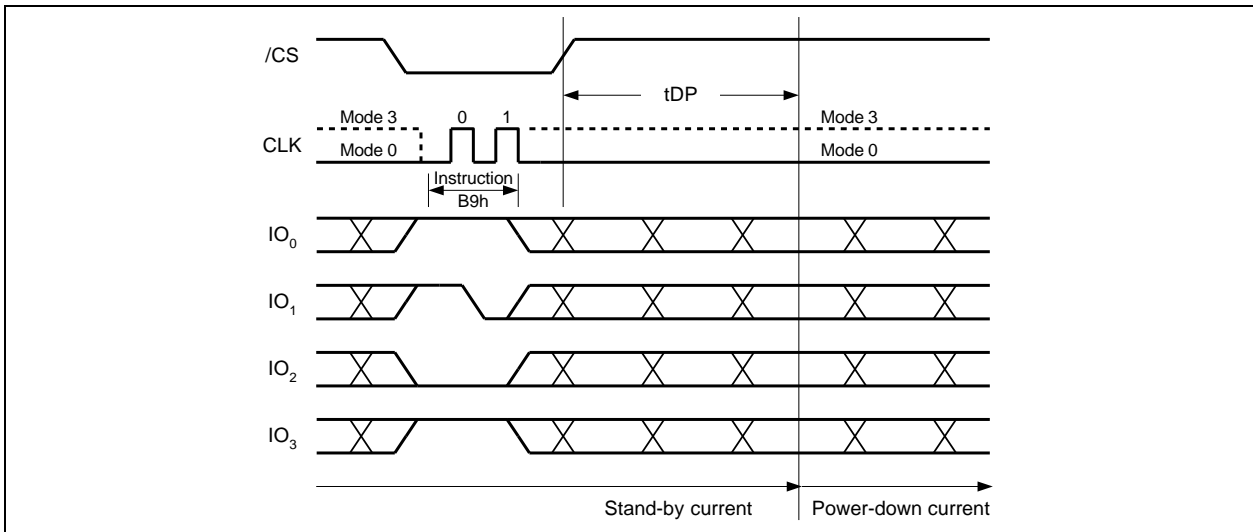 /CS
tDP
Mode 3 0 1 Mode 3
CLK
Mode 0 Mode 0
Instruction
B9h
IO0
IO1
IO2
IO3
Stand-by current Power-down current